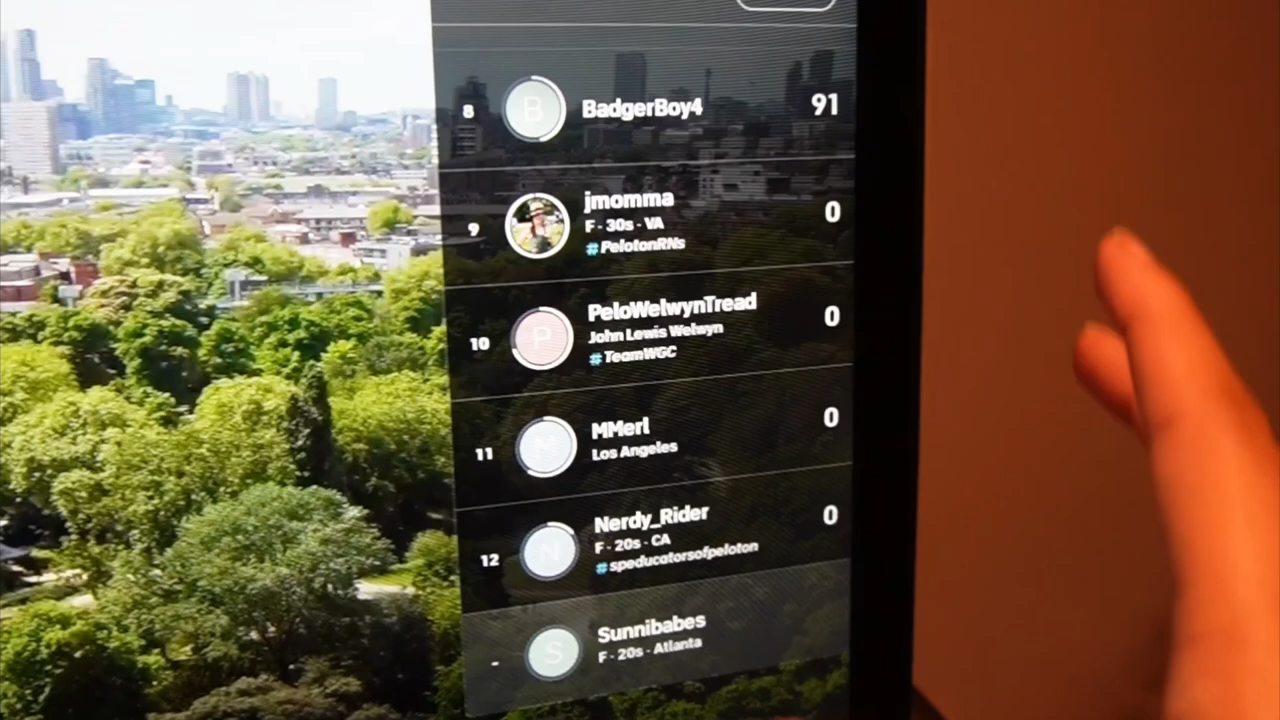 8 B BadgerBoy4 91
9 jmomma 0
F · 30s · VA
# PelotonRNs
10 P PeloWelwynTread 0
John Lewis Welwyn
# TeamWGC
11 M MMerl 0
Los Angeles
12 N Nerdy_Rider 0
F · 20s · CA
# speducatorsofpeloton
- S Sunnibabes
F · 20s · Atlanta